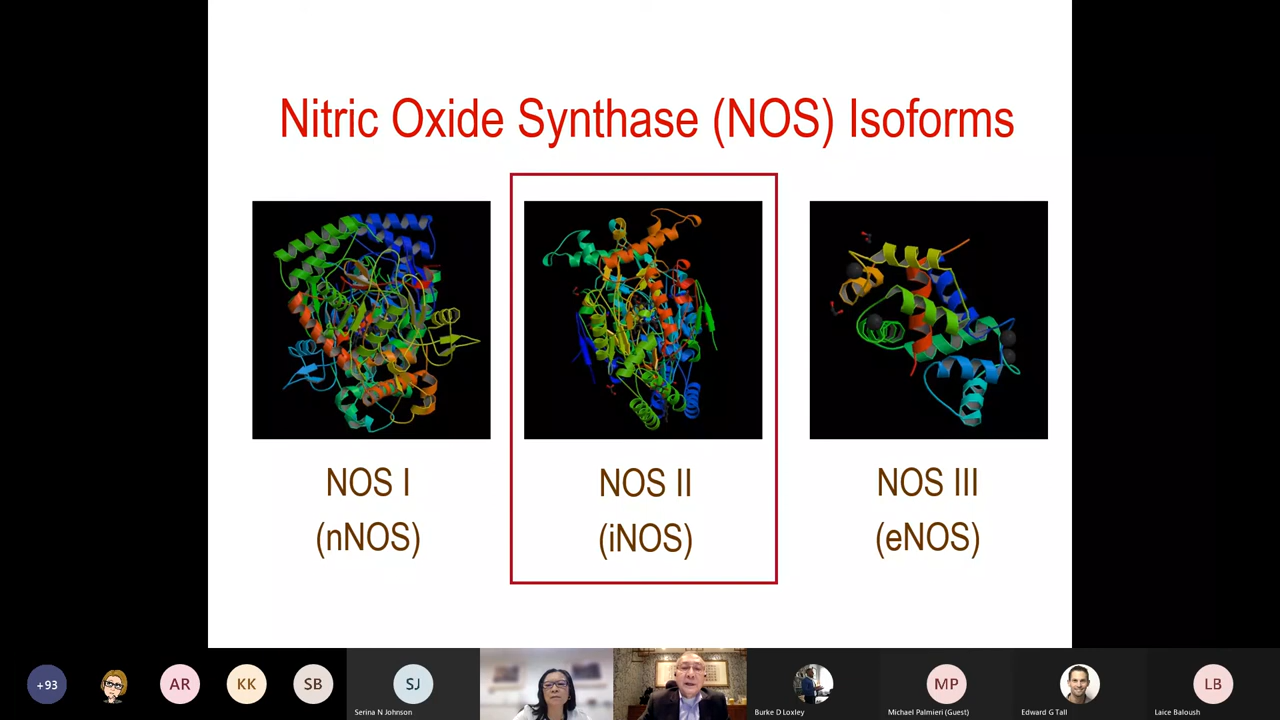 Nitric Oxide Synthase (NOS) Isoforms
NOS I
(nNOS)
NOS II
(iNOS)
NOS III
(eNOS)
+93
AR
KK
SB
SJ
Serina N Johnson
Burke D Loxley
MP
Michael Palmieri (Guest)
Edward G Tall
LB
Laice Baloush